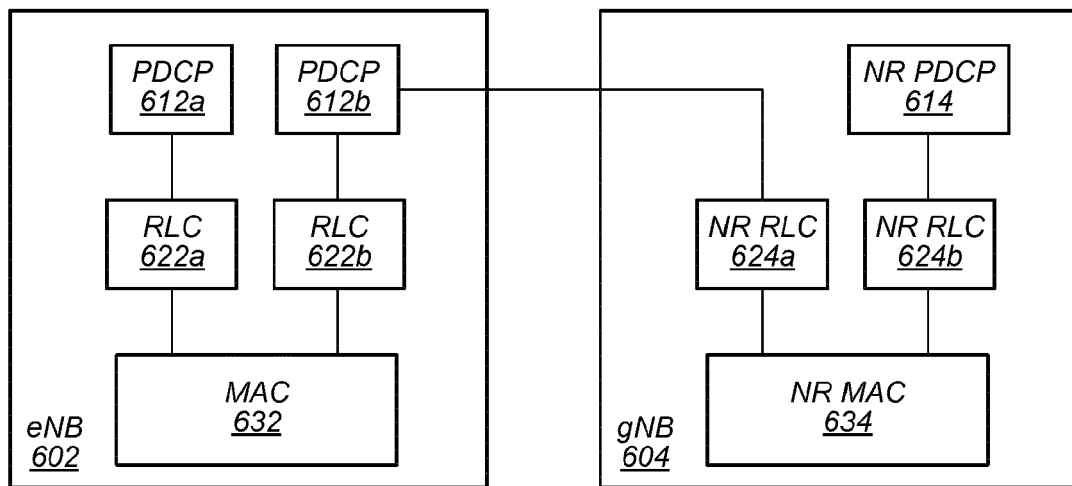 PDCP
612a
PDCP
612b
NR PDCP
614
RLC
622a
RLC
622b
NR RLC
624a
NR RLC
624b
MAC
632
NR MAC
634
eNB
602
gNB
604